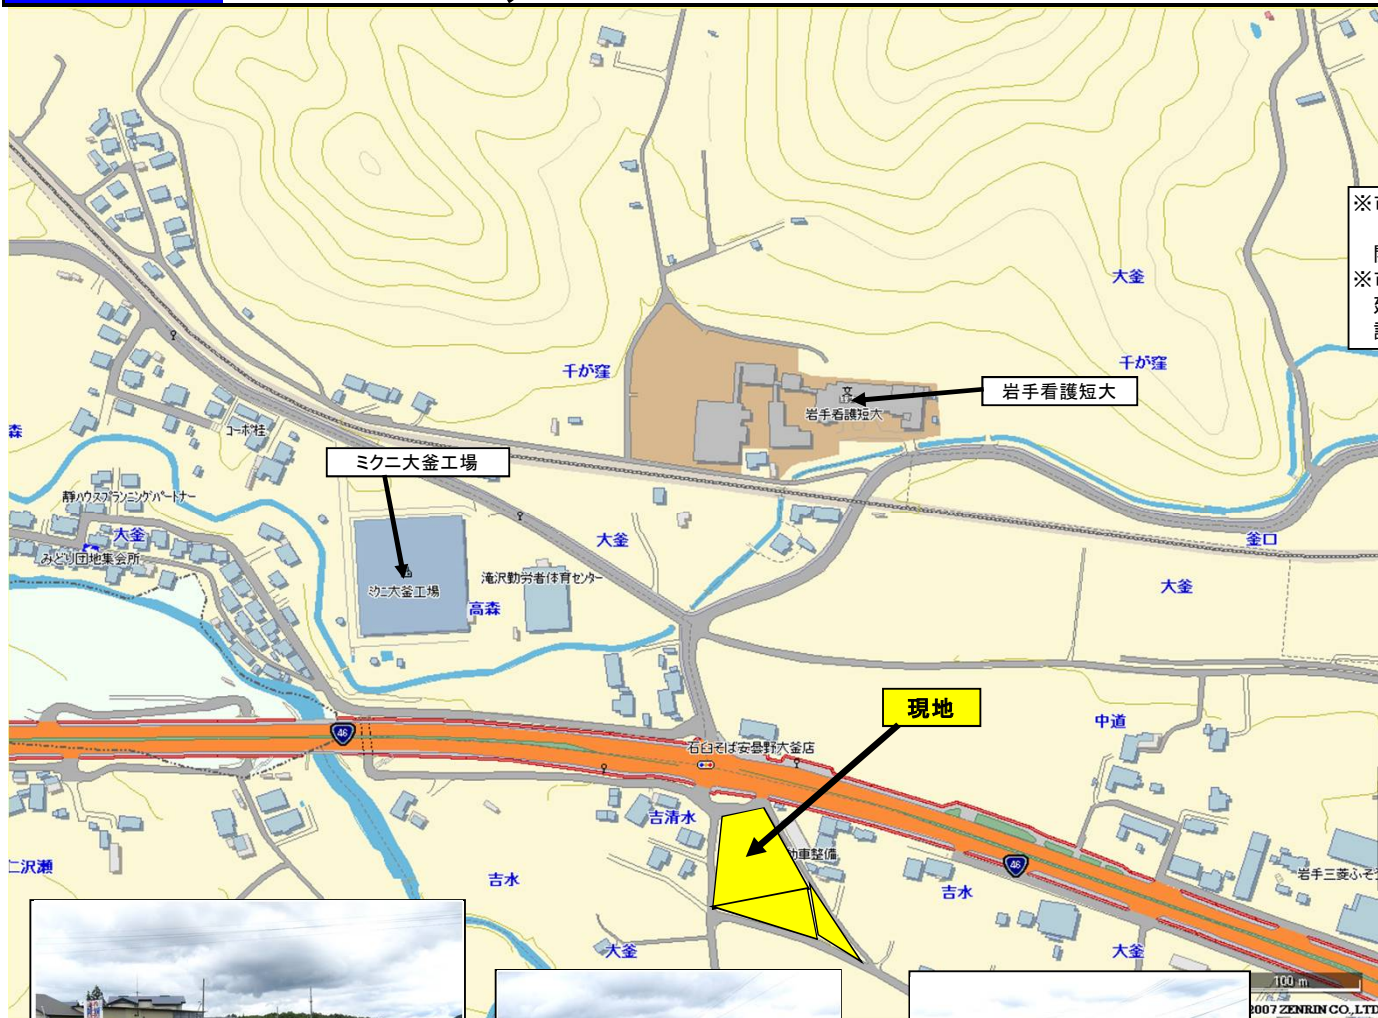 大釜
千が窪
千が窪
岩手看護短大
岩手看護短大
森
コーポ桂
ミクニ大釜工場
静ハウスプランニングパートナー
大釜
みどり団地集会所
大釜
釜口
ミクニ大釜工場
滝沢勤労者体育センター
高森
大釜
現地
中道
46
石臼そば安曇野大釜店
吉清水
動車整備
46
仁沢瀬
吉水
吉水
岩手三菱ふそう
大釜
大釜
100 m
2007 ZENRIN CO., LTD